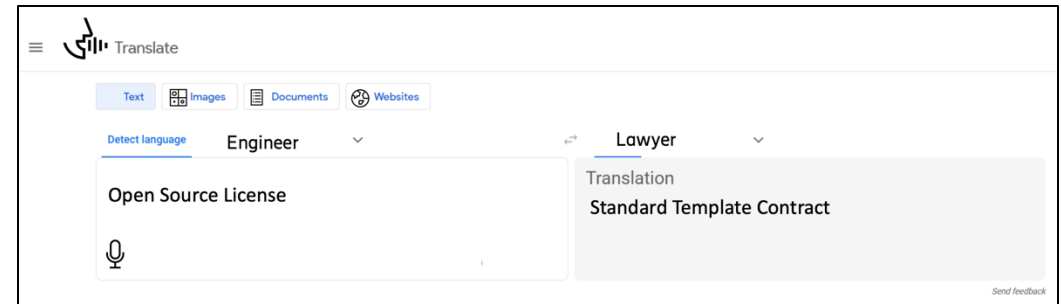 Translate
Text Images Documents Websites
Detect language Engineer Lawyer
Open Source License
Translation
Standard Template Contract
Send feedback